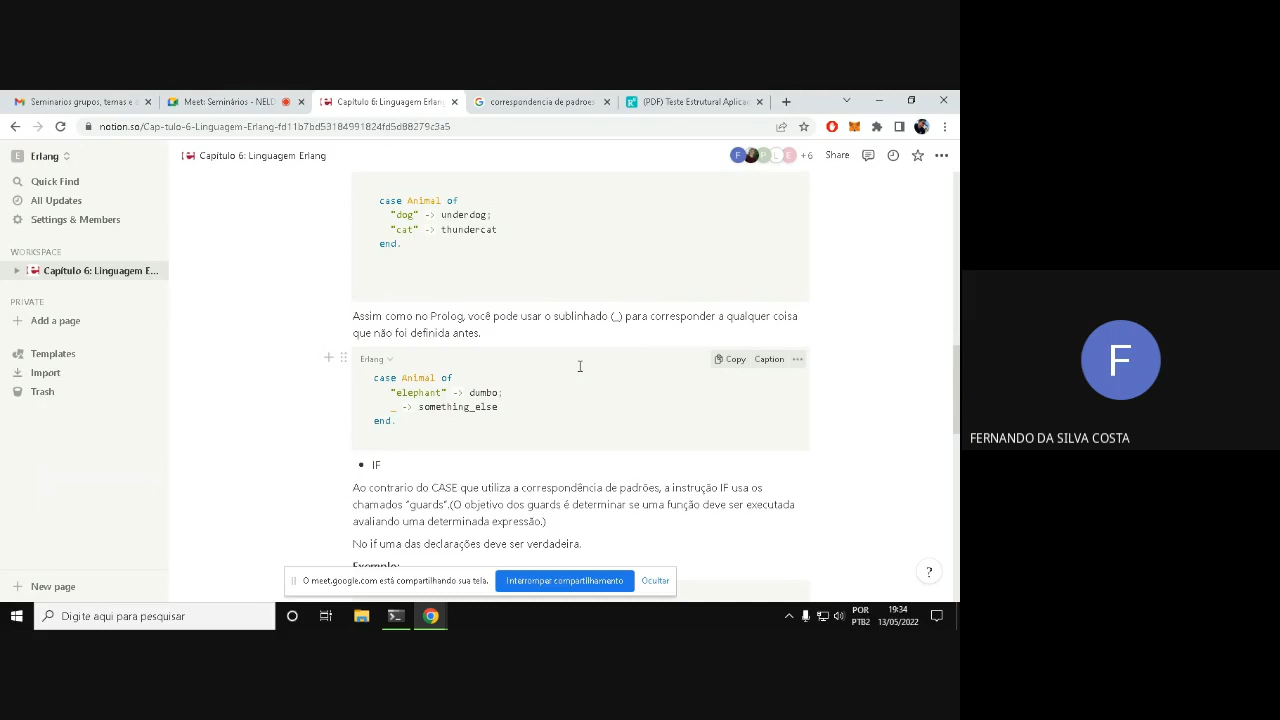 Seminarios grupos, temas e
Meet: Seminários - NELD
Capítulo 6: Linguagem Erlang
correspondencia de padroes
(PDF) Teste Estrutural Aplicac
notion.so/Cap-tulo-6-Linguagem-Erlang-fd11b7bd53184991824fd5d88279c3a5
E Erlang
Capítulo 6: Linguagem Erlang
F P L E +6 Share
Quick Find
All Updates
Settings & Members
WORKSPACE
Capítulo 6: Linguagem E...
PRIVATE
Add a page
Templates
Import
Trash
New page
case Animal of
"dog" -> underdog;
"cat" -> thundercat
end.
Assim como no Prolog, você pode usar o sublinhado (_) para corresponder a qualquer coisa
que não foi definida antes.
Erlang Copy Caption
case Animal of
"elephant" -> dumbo;
_ -> something_else
end.
• IF
Ao contrario do CASE que utiliza a correspondência de padrões, a instrução IF usa os
chamados "guards".(O objetivo dos guards é determinar se uma função deve ser executada
avaliando uma determinada expressão.)
No if uma das declarações deve ser verdadeira.
Exemplo:
O meet.google.com está compartilhando sua tela. Interromper compartilhamento Ocultar
?
Digite aqui para pesquisar
POR
PTB2
19:34
13/05/2022
F
FERNANDO DA SILVA COSTA